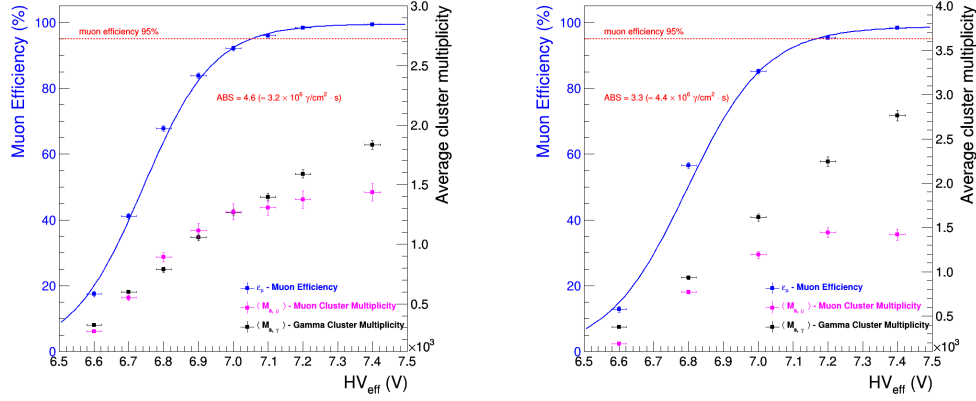 Muon Efficiency (%)
100
80
60
40
20
0
muon efficiency 95%
ABS = 4.6 (~ 3.2 × 10⁶ γ/cm² · s)
ε_μ - Muon Efficiency
⟨ M_{s, μ} ⟩ - Muon Cluster Multiplicity
⟨ M_{s, γ} ⟩ - Gamma Cluster Multiplicity
6.5 6.6 6.7 6.8 6.9 7.0 7.1 7.2 7.3 7.4 7.5
×10³
HV_eff (V)
3.0
2.5
2.0
1.5
1.0
0.5
Average cluster multiplicity
Muon Efficiency (%)
100
80
60
40
20
0
muon efficiency 95%
ABS = 3.3 (~ 4.4 × 10⁶ γ/cm² · s)
ε_μ - Muon Efficiency
⟨ M_{s, μ} ⟩ - Muon Cluster Multiplicity
⟨ M_{s, γ} ⟩ - Gamma Cluster Multiplicity
6.5 6.6 6.7 6.8 6.9 7.0 7.1 7.2 7.3 7.4 7.5
×10³
HV_eff (V)
4.0
3.5
3.0
2.5
2.0
1.5
1.0
0.5
Average cluster multiplicity